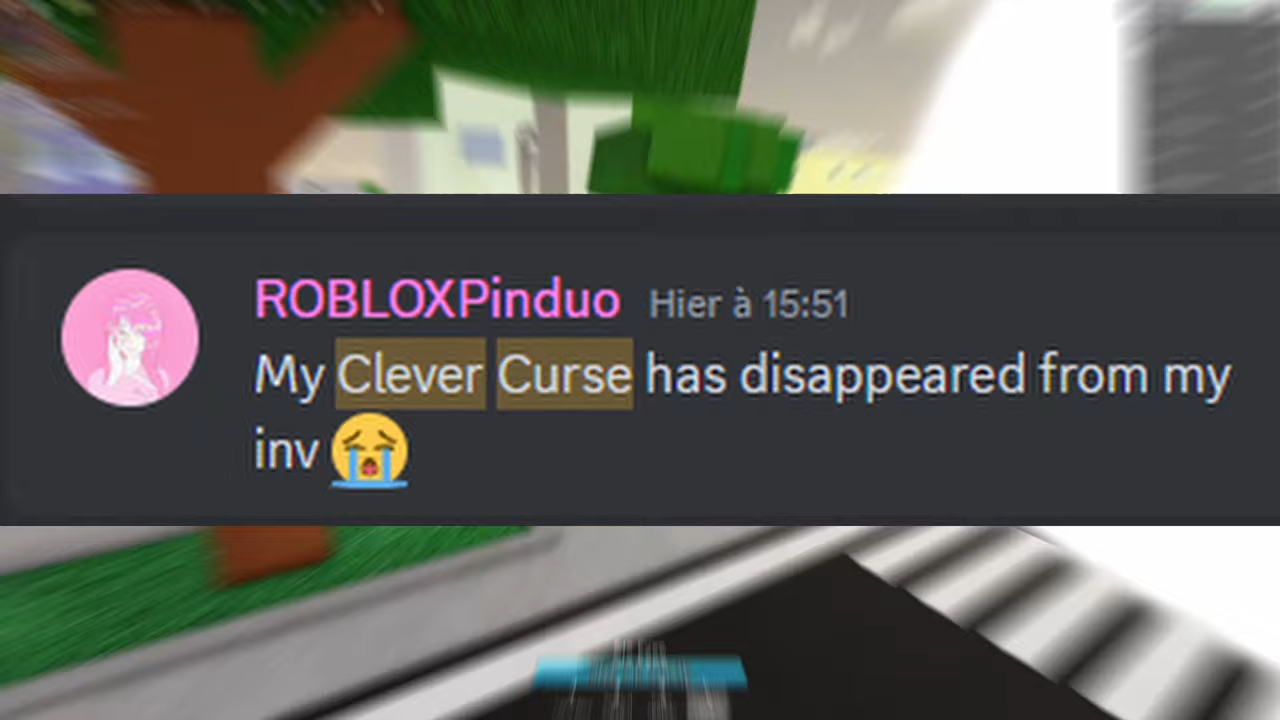 ROBLOXPinduo Hier à 15:51
My Clever Curse has disappeared from my
inv 😭